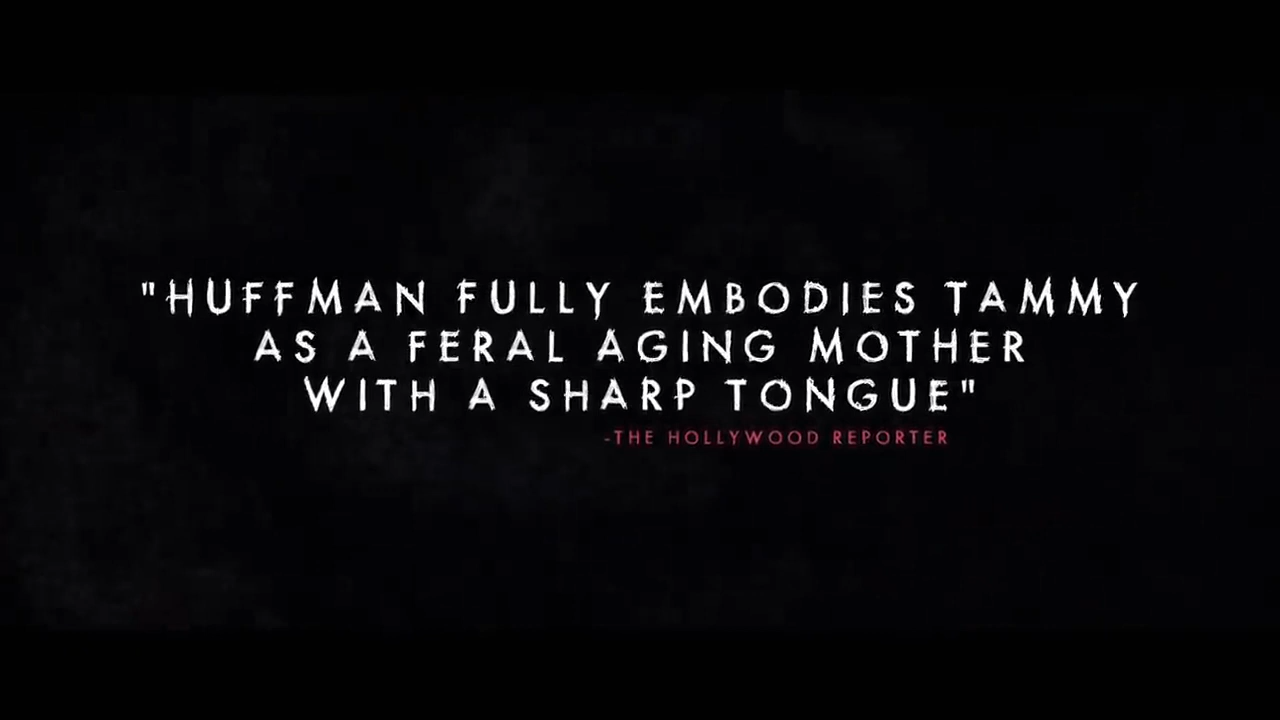 "HUFFMAN FULLY EMBODIES TAMMY
AS A FERAL AGING MOTHER
WITH A SHARP TONGUE"
-THE HOLLYWOOD REPORTER